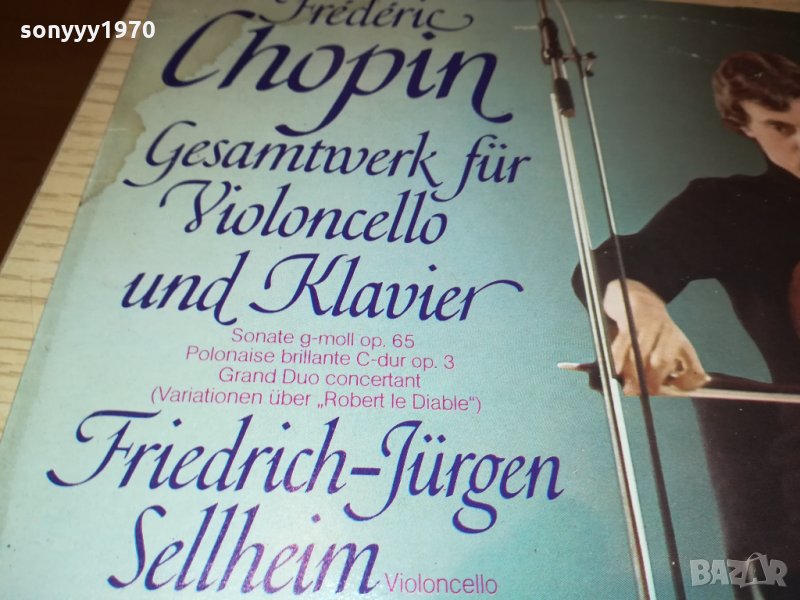 sonyyy1970
Frédéric
Chopin
Gesamtwerk für
Violoncello
und Klavier
Sonate g-moll op. 65
Polonaise brillante C-dur op. 3
Grand Duo concertant
(Variationen über „Robert le Diable“)
Friedrich-Jürgen
Sellheim Violoncello
BAZAR